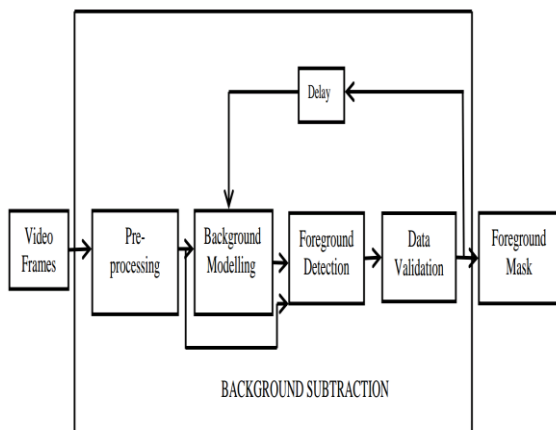 Delay
Video
Frames
Pre-
processing
Background
Modelling
Foreground
Detection
Data
Validation
Foreground
Mask
BACKGROUND SUBTRACTION